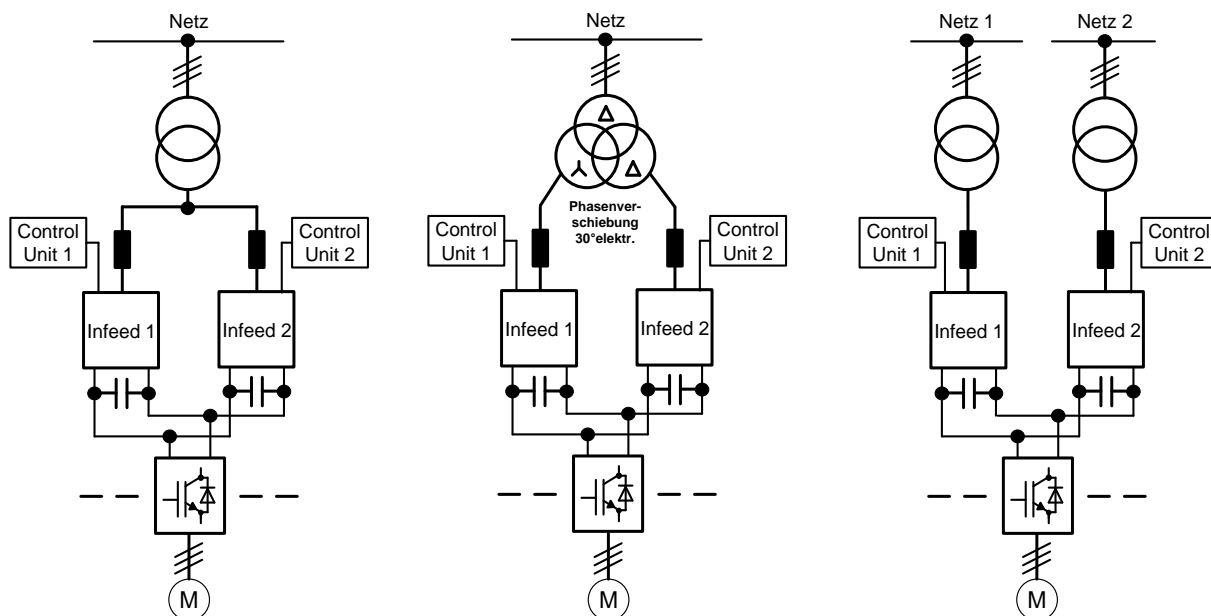 Netz
Control
Unit 1
Control
Unit 2
Infeed 1
Infeed 2
M
Netz
Δ
Δ
Phasenver-
schiebung
30°elektr.
Control
Unit 1
Control
Unit 2
Infeed 1
Infeed 2
M
Netz 1
Netz 2
Control
Unit 1
Control
Unit 2
Infeed 1
Infeed 2
M